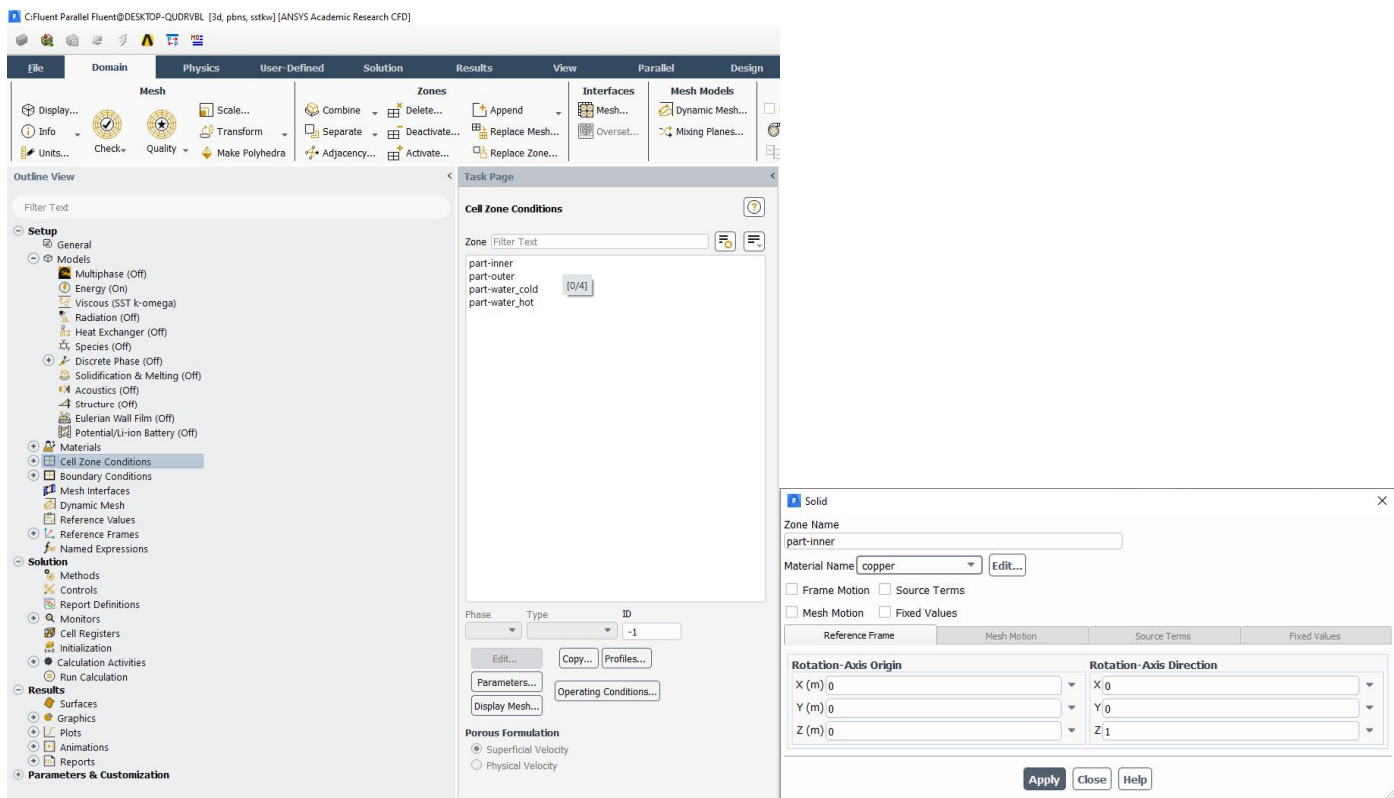 C:Fluent Parallel Fluent@DESKTOP-QUDRVBL [3d, pbns, sstkw] [ANSYS Academic Research CFD]
File Domain Physics User-Defined Solution Results View Parallel Design
Mesh Zones Interfaces Mesh Models
Display... Scale... Combine Delete... Append Mesh... Dynamic Mesh...
Info Check Quality Transform Separate Deactivate... Replace Mesh... Overset... Mixing Planes...
Units... Make Polyhedra Adjacency... Activate... Replace Zone...
Outline View
Filter Text
Setup
General
Models
Multiphase (Off)
Energy (On)
Viscous (SST k-omega)
Radiation (Off)
Heat Exchanger (Off)
Species (Off)
Discrete Phase (Off)
Solidification & Melting (Off)
Acoustics (Off)
Structure (Off)
Eulerian Wall Film (Off)
Potential/Li-ion Battery (Off)
Materials
Cell Zone Conditions
Boundary Conditions
Mesh Interfaces
Dynamic Mesh
Reference Values
Reference Frames
Named Expressions
Solution
Methods
Controls
Report Definitions
Monitors
Cell Registers
Initialization
Calculation Activities
Run Calculation
Results
Surfaces
Graphics
Plots
Animations
Reports
Parameters & Customization
Task Page
Cell Zone Conditions
Zone Filter Text
part-inner
part-outer
part-water_cold
part-water_hot
[0/4]
Phase Type ID
-1
Edit... Copy... Profiles...
Parameters... Operating Conditions...
Display Mesh...
Porous Formulation
Superficial Velocity
Physical Velocity
Solid
Zone Name
part-inner
Material Name copper Edit...
Frame Motion Source Terms
Mesh Motion Fixed Values
Reference Frame Mesh Motion Source Terms Fixed Values
Rotation-Axis Origin Rotation-Axis Direction
X (m) 0 X 0
Y (m) 0 Y 0
Z (m) 0 Z 1
Apply Close Help